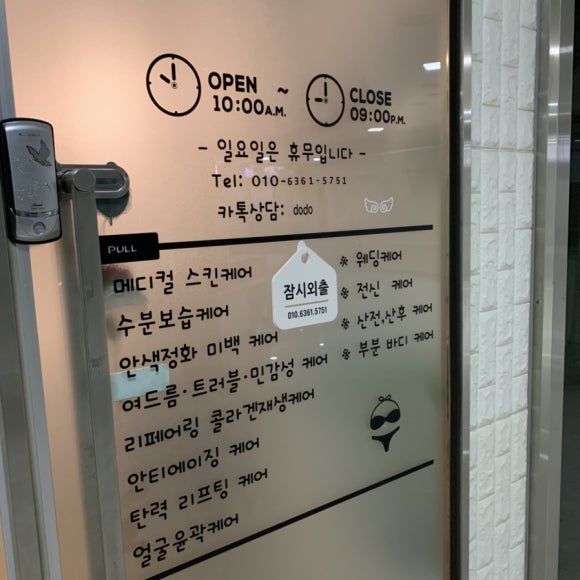 OPEN ~ CLOSE
10:00A.M. 09:00P.M.
- 일요일은 휴무입니다 -
Tel: 010-6361-5751
카톡상담: dodo
PULL
메디컬 스킨케어
수분보습케어
안색정화 미백 케어
여드름·트러블·민감성 케어
리페어링 콜라겐재생케어
안티에이징 케어
탄력 리프팅 케어
얼굴윤곽케어
잠시외출
010.6361.5751
※ 웨딩케어
※ 전신 케어
※ 산전,산후 케어
※ 부분 바디 케어